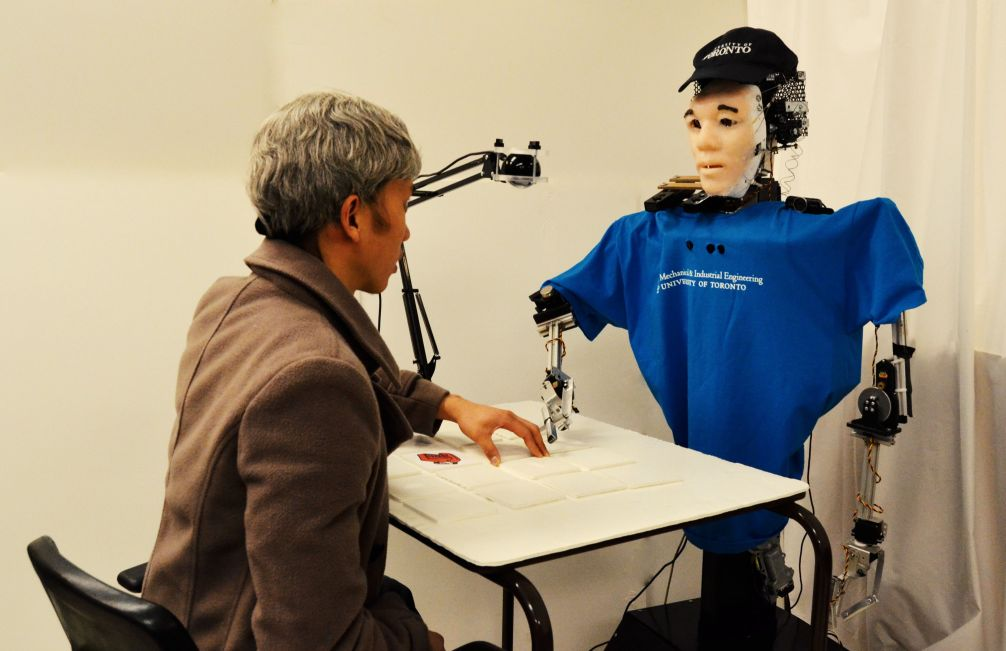 TORONTO
Mechanical & Industrial Engineering
UNIVERSITY OF TORONTO